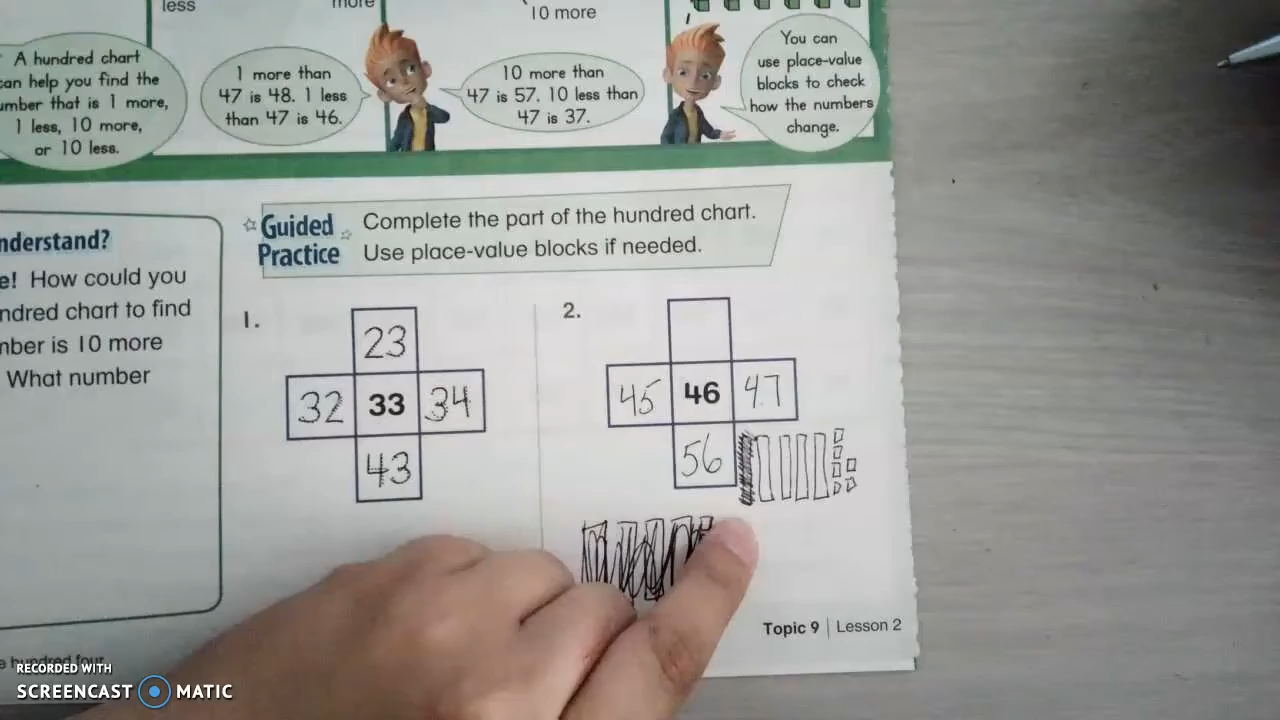 less
more
10 more
A hundred chart
can help you find the
number that is 1 more,
1 less, 10 more,
or 10 less.
1 more than
47 is 48. 1 less
than 47 is 46.
10 more than
47 is 57. 10 less than
47 is 37.
You can
use place-value
blocks to check
how the numbers
change.
nderstand?
e! How could you
ndred chart to find
mber is 10 more
What number
☆Guided☆
Practice
Complete the part of the hundred chart.
Use place-value blocks if needed.
1.
23
32 33 34
43
2.
45 46 47
56
Topic 9 | Lesson 2
e hundred four
RECORDED WITH
SCREENCAST MATIC